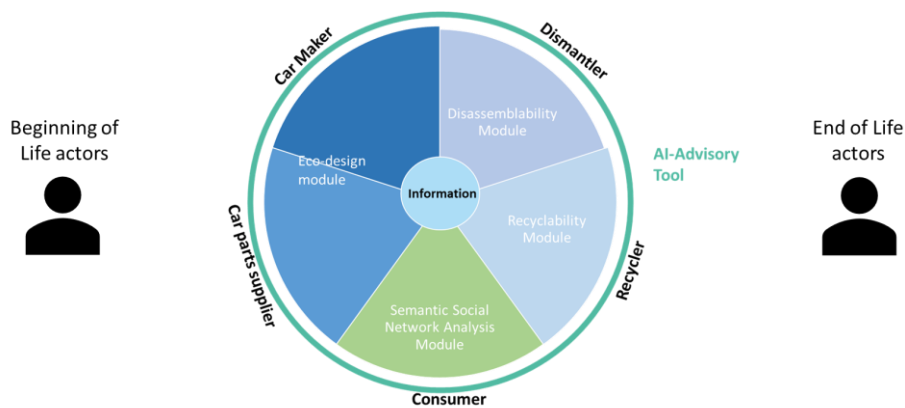 Car Maker
Dismantler
Beginning of
Life actors
Disassemblability
Module
End of Life
actors
Eco-design
module
AI-Advisory
Tool
Information
Recyclability
Module
Car parts supplier
Recycler
Semantic Social
Network Analysis
Module
Consumer